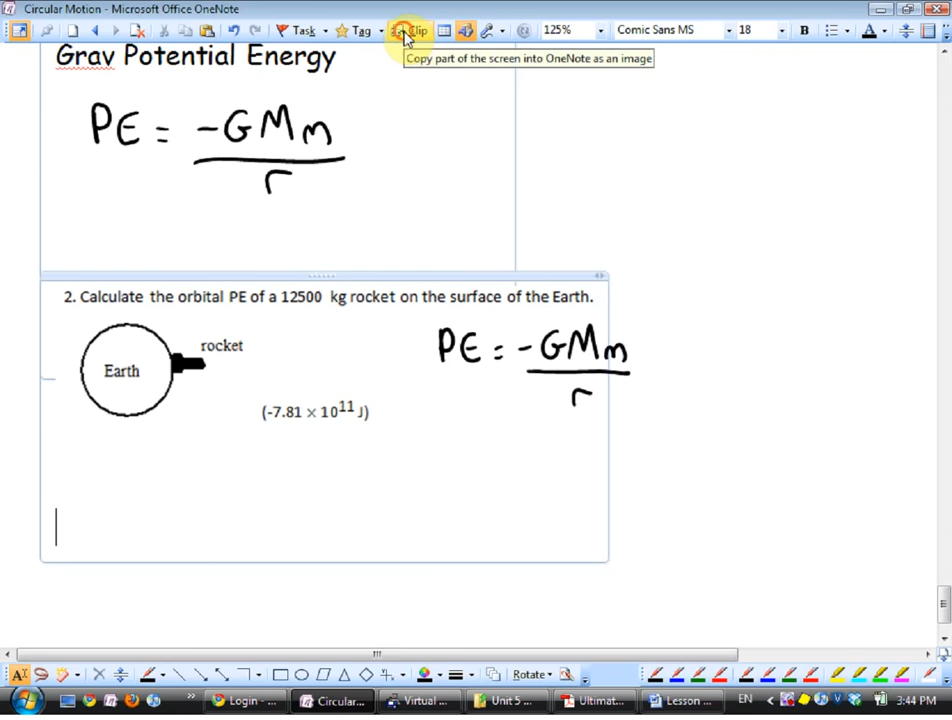 Circular Motion - Microsoft Office OneNote
Task Tag Clip 125% Comic Sans MS 18 B A
Copy part of the screen into OneNote as an image
Grav Potential Energy
PE = -GMm
r
2. Calculate the orbital PE of a 12500 kg rocket on the surface of the Earth.
rocket
Earth
PE = -GMm
r
(-7.81 × 10¹¹ J)
Rotate
Login - ... Circular... Virtual ... Unit 5 ... Ultimat... Lesson ... EN 3:44 PM